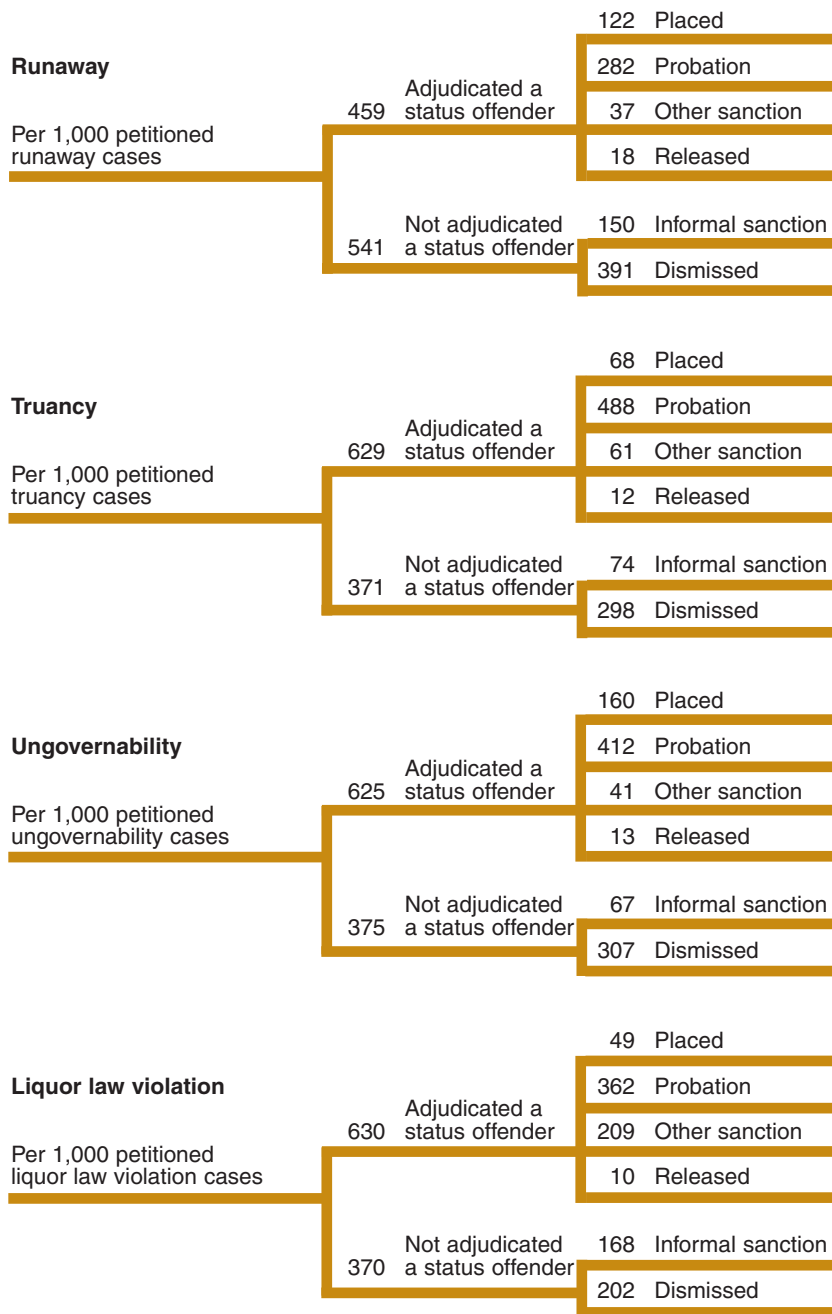 122 Placed
Runaway
282 Probation
Adjudicated a
459 status offender
37 Other sanction
Per 1,000 petitioned
runaway cases
18 Released
Not adjudicated
541 a status offender
150 Informal sanction
391 Dismissed
68 Placed
Truancy
488 Probation
Adjudicated a
629 status offender
61 Other sanction
Per 1,000 petitioned
truancy cases
12 Released
Not adjudicated
371 a status offender
74 Informal sanction
298 Dismissed
160 Placed
Ungovernability
412 Probation
Adjudicated a
625 status offender
41 Other sanction
Per 1,000 petitioned
ungovernability cases
13 Released
Not adjudicated
375 a status offender
67 Informal sanction
307 Dismissed
49 Placed
Liquor law violation
362 Probation
Adjudicated a
630 status offender
209 Other sanction
Per 1,000 petitioned
liquor law violation cases
10 Released
Not adjudicated
370 a status offender
168 Informal sanction
202 Dismissed